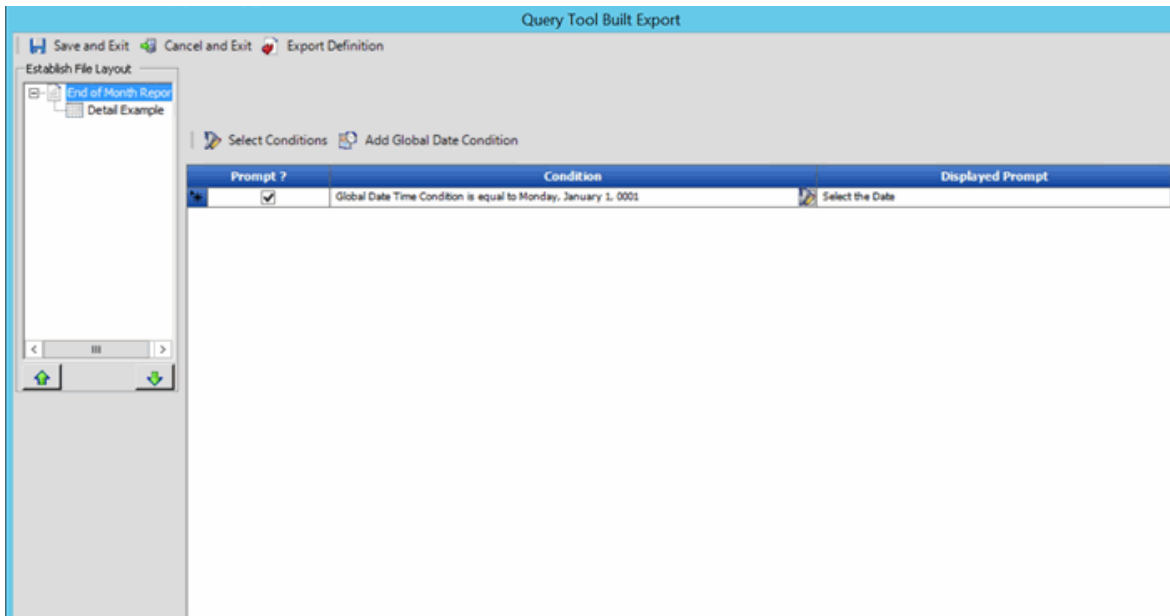 Query Tool Built Export
Save and Exit Cancel and Exit Export Definition
Establish File Layout
End of Month Repor
Detail Example
Select Conditions Add Global Date Condition
Prompt ? Condition Displayed Prompt
Global Date Time Condition is equal to Monday, January 1, 0001 Select the Date